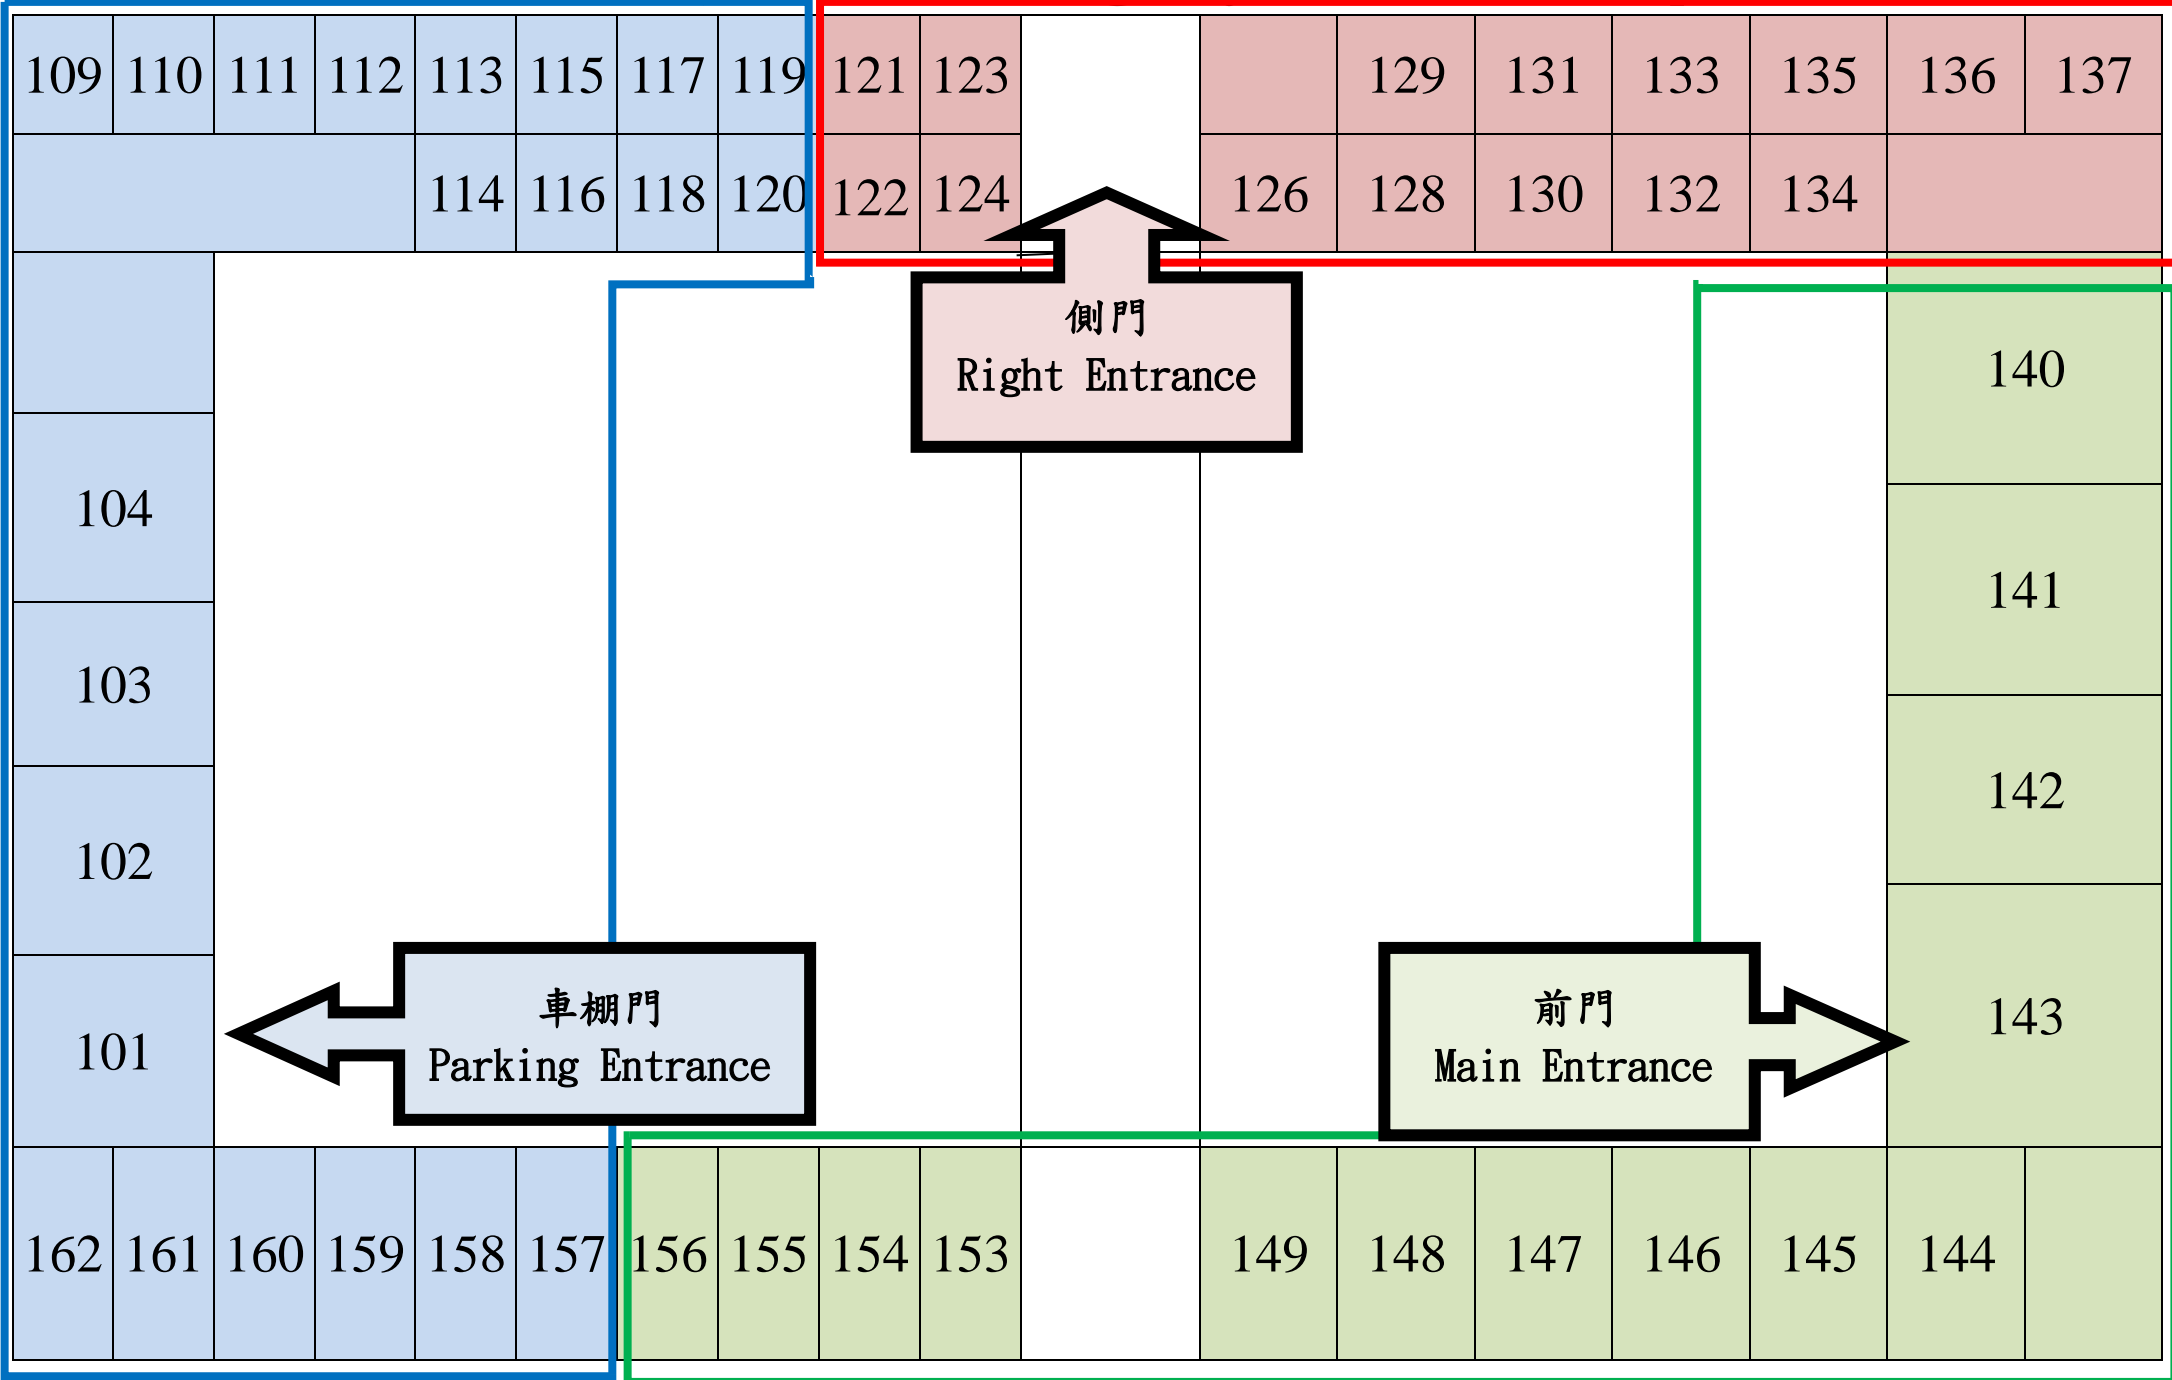 109 110 111 112 113 115 117 119 121 123 129 131 133 135 136 137
114 116 118 120 122 124 126 128 130 132 134
側門
Right Entrance
140
104
141
103
142
102
車棚門
Parking Entrance
前門
Main Entrance
143
101
162 161 160 159 158 157 156 155 154 153 149 148 147 146 145 144